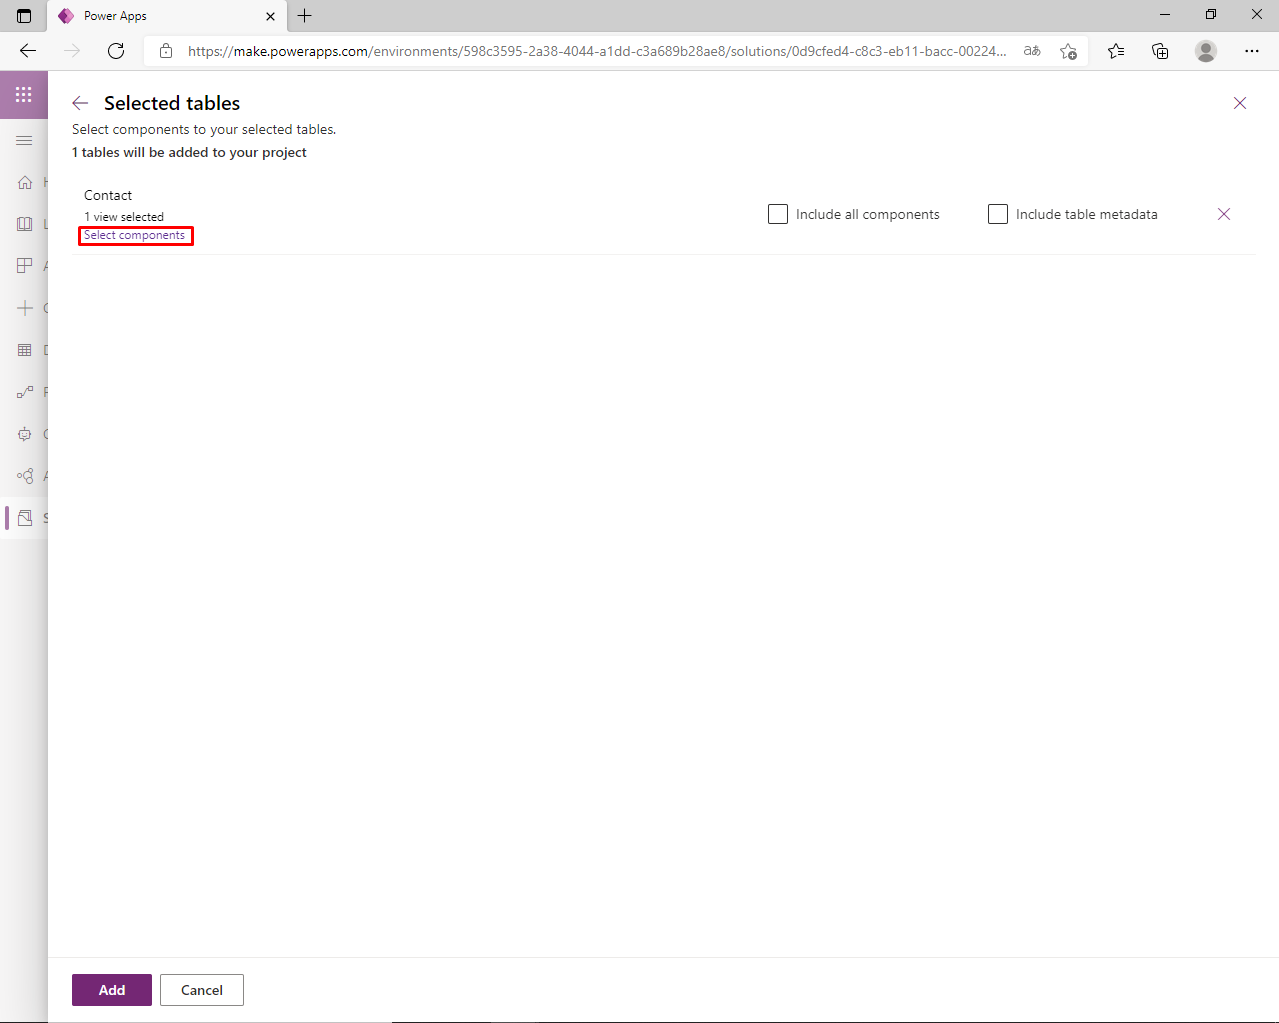 Power Apps
https://make.powerapps.com/environments/598c3595-2a38-4044-a1dd-c3a689b28ae8/solutions/0d9cfed4-c8c3-eb11-bacc-00224...
aあ
Selected tables
Select components to your selected tables.
1 tables will be added to your project
Contact
1 view selected
Select components
Include all components
Include table metadata
Add
Cancel